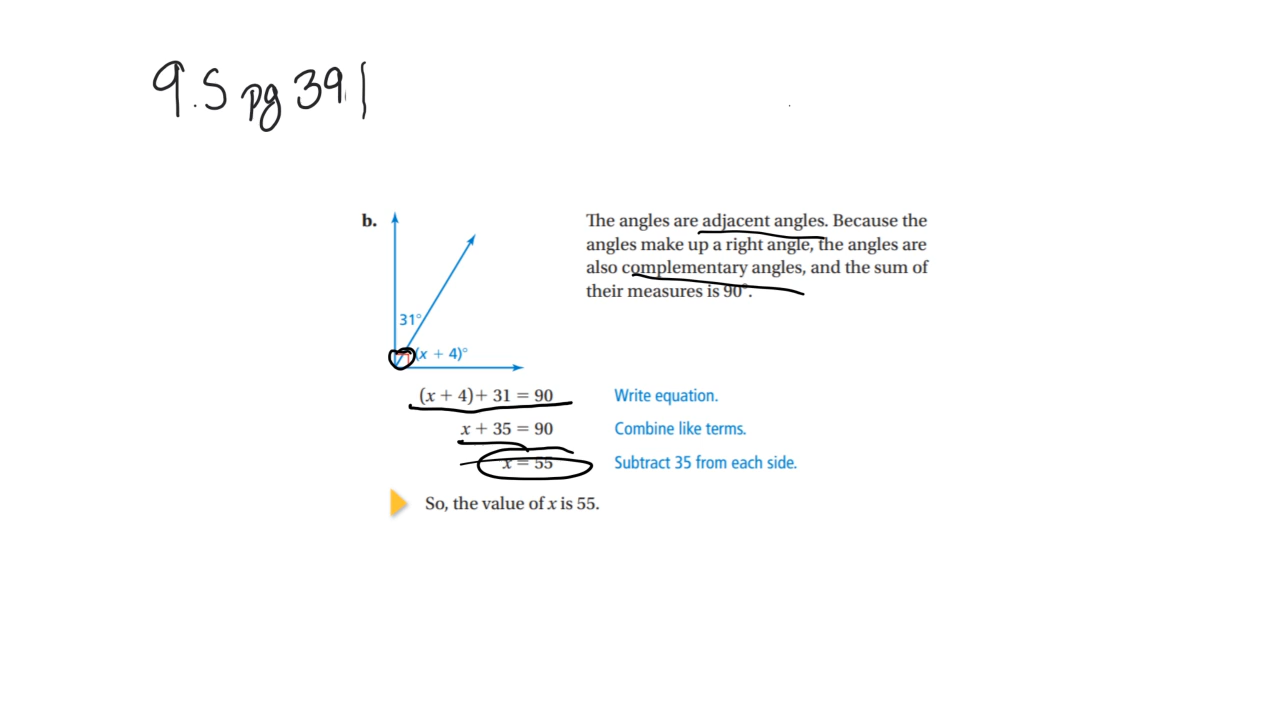 9.5 pg 391
b.
The angles are adjacent angles. Because the
angles make up a right angle, the angles are
also complementary angles, and the sum of
their measures is 90°.
31°
(x + 4)°
(x + 4) + 31 = 90 Write equation.
x + 35 = 90 Combine like terms.
x = 55 Subtract 35 from each side.
So, the value of x is 55.